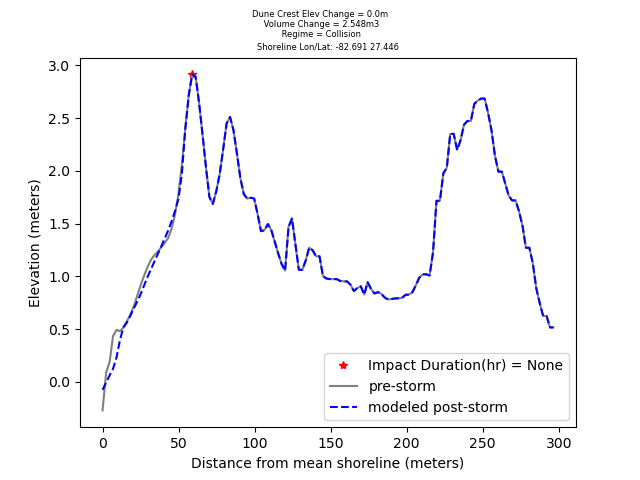 Dune Crest Elev Change = 0.0m
Volume Change = 2.548m3
Regime = Collision
Shoreline Lon/Lat: -82.691 27.446
3.0
2.5
2.0
1.5
1.0
0.5
0.0
Elevation (meters)
Impact Duration(hr) = None
pre-storm
modeled post-storm
0 50 100 150 200 250 300
Distance from mean shoreline (meters)